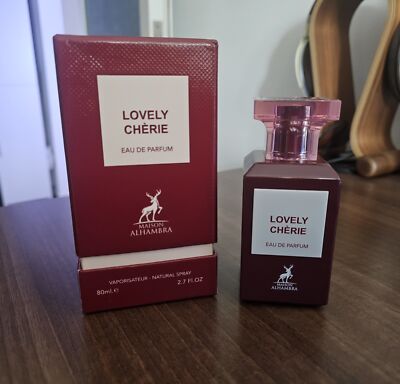 LOVELY
CHÈRIE
EAU DE PARFUM
MAISON
ALHAMBRA
VAPORISATEUR - NATURAL SPRAY
80ml.℮ 2.7 FL.OZ
LOVELY
CHÈRIE
EAU DE PARFUM
MAISON
ALHAMBRA